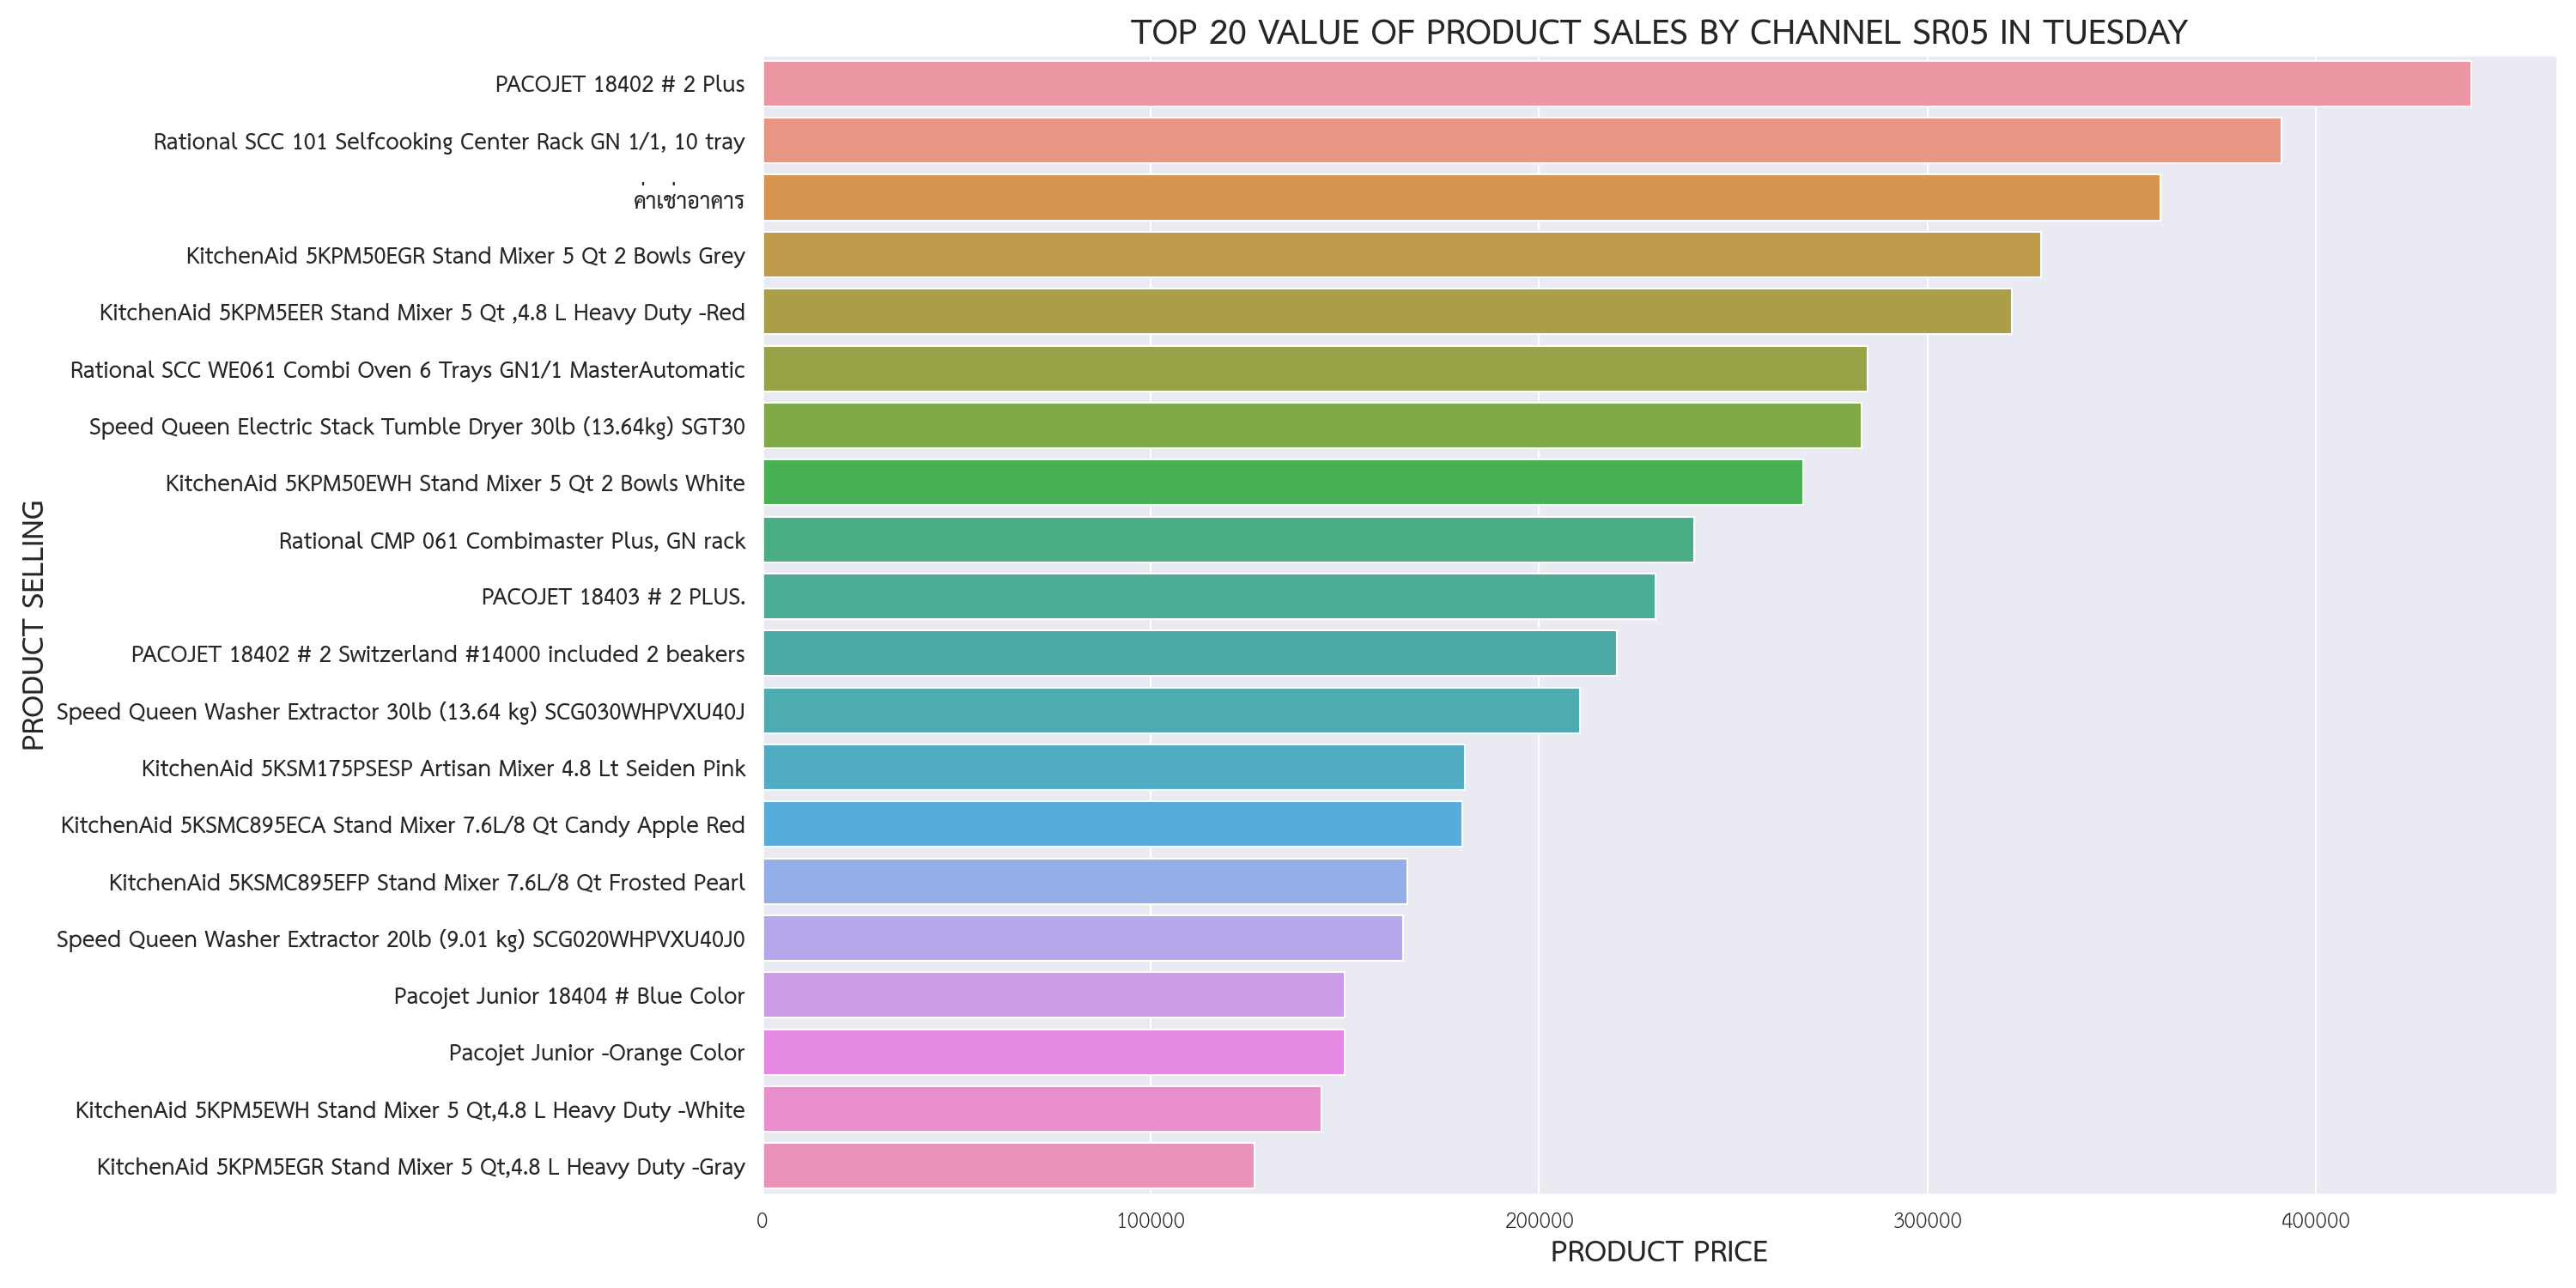 TOP 20 VALUE OF PRODUCT SALES BY CHANNEL SR05 IN TUESDAY
PRODUCT SELLING
PACOJET 18402 # 2 Plus
Rational SCC 101 Selfcooking Center Rack GN 1/1, 10 tray
ค่าเช่าอาคาร
KitchenAid 5KPM50EGR Stand Mixer 5 Qt 2 Bowls Grey
KitchenAid 5KPM5EER Stand Mixer 5 Qt ,4.8 L Heavy Duty -Red
Rational SCC WE061 Combi Oven 6 Trays GN1/1 MasterAutomatic
Speed Queen Electric Stack Tumble Dryer 30lb (13.64kg) SGT30
KitchenAid 5KPM50EWH Stand Mixer 5 Qt 2 Bowls White
Rational CMP 061 Combimaster Plus, GN rack
PACOJET 18403 # 2 PLUS.
PACOJET 18402 # 2 Switzerland #14000 included 2 beakers
Speed Queen Washer Extractor 30lb (13.64 kg) SCG030WHPVXU40J
KitchenAid 5KSM175PSESP Artisan Mixer 4.8 Lt Seiden Pink
KitchenAid 5KSMC895ECA Stand Mixer 7.6L/8 Qt Candy Apple Red
KitchenAid 5KSMC895EFP Stand Mixer 7.6L/8 Qt Frosted Pearl
Speed Queen Washer Extractor 20lb (9.01 kg) SCG020WHPVXU40J0
Pacojet Junior 18404 # Blue Color
Pacojet Junior -Orange Color
KitchenAid 5KPM5EWH Stand Mixer 5 Qt,4.8 L Heavy Duty -White
KitchenAid 5KPM5EGR Stand Mixer 5 Qt,4.8 L Heavy Duty -Gray
0 100000 200000 300000 400000
PRODUCT PRICE